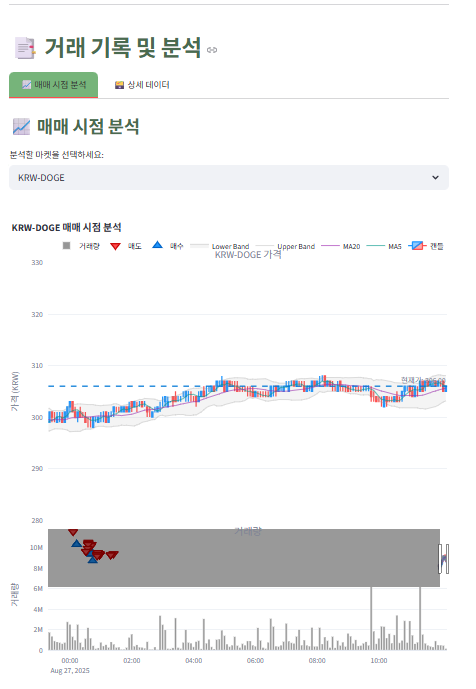 거래 기록 및 분석
매매 시점 분석
상세 데이터
매매 시점 분석
분석할 마켓을 선택하세요:
KRW-DOGE
KRW-DOGE 매매 시점 분석
거래량
매도
매수
Lower Band
Upper Band
MA20
MA5
캔들
KRW-DOGE 가격
330
320
310
300
290
280
가격 (KRW)
거래량
10M
8M
6M
4M
2M
0
거래량
00:00
02:00
04:00
06:00
08:00
10:00
Aug 27, 2025